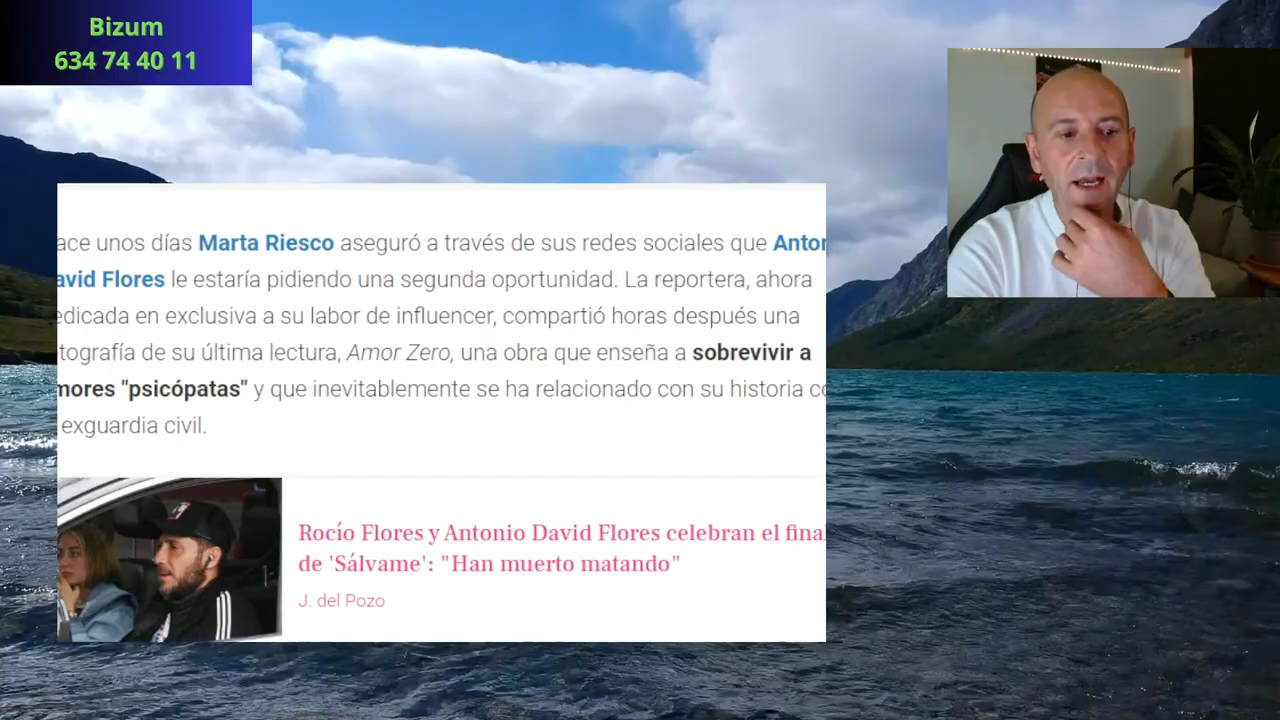 Bizum
634 74 40 11
ace unos días Marta Riesco aseguró a través de sus redes sociales que Anton
avid Flores le estaría pidiendo una segunda oportunidad. La reportera, ahora
edicada en exclusiva a su labor de influencer, compartió horas después una
tografía de su última lectura, Amor Zero, una obra que enseña a sobrevivir a
mores "psicópatas" y que inevitablemente se ha relacionado con su historia co
exguardia civil.
Rocío Flores y Antonio David Flores celebran el final
de 'Sálvame': "Han muerto matando"
J. del Pozo